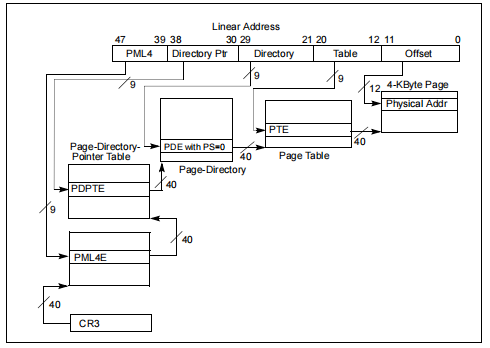 Linear Address
47 39 38 30 29 21 20 12 11 0
PML4 Directory Ptr Directory Table Offset
9 9 9
12 4-KByte Page
Physical Addr
PTE
Page-Directory-
Pointer Table
PDE with PS=0
40 40 40
Page-Directory
Page Table
PDPTE
40
9
40
PML4E
40
CR3